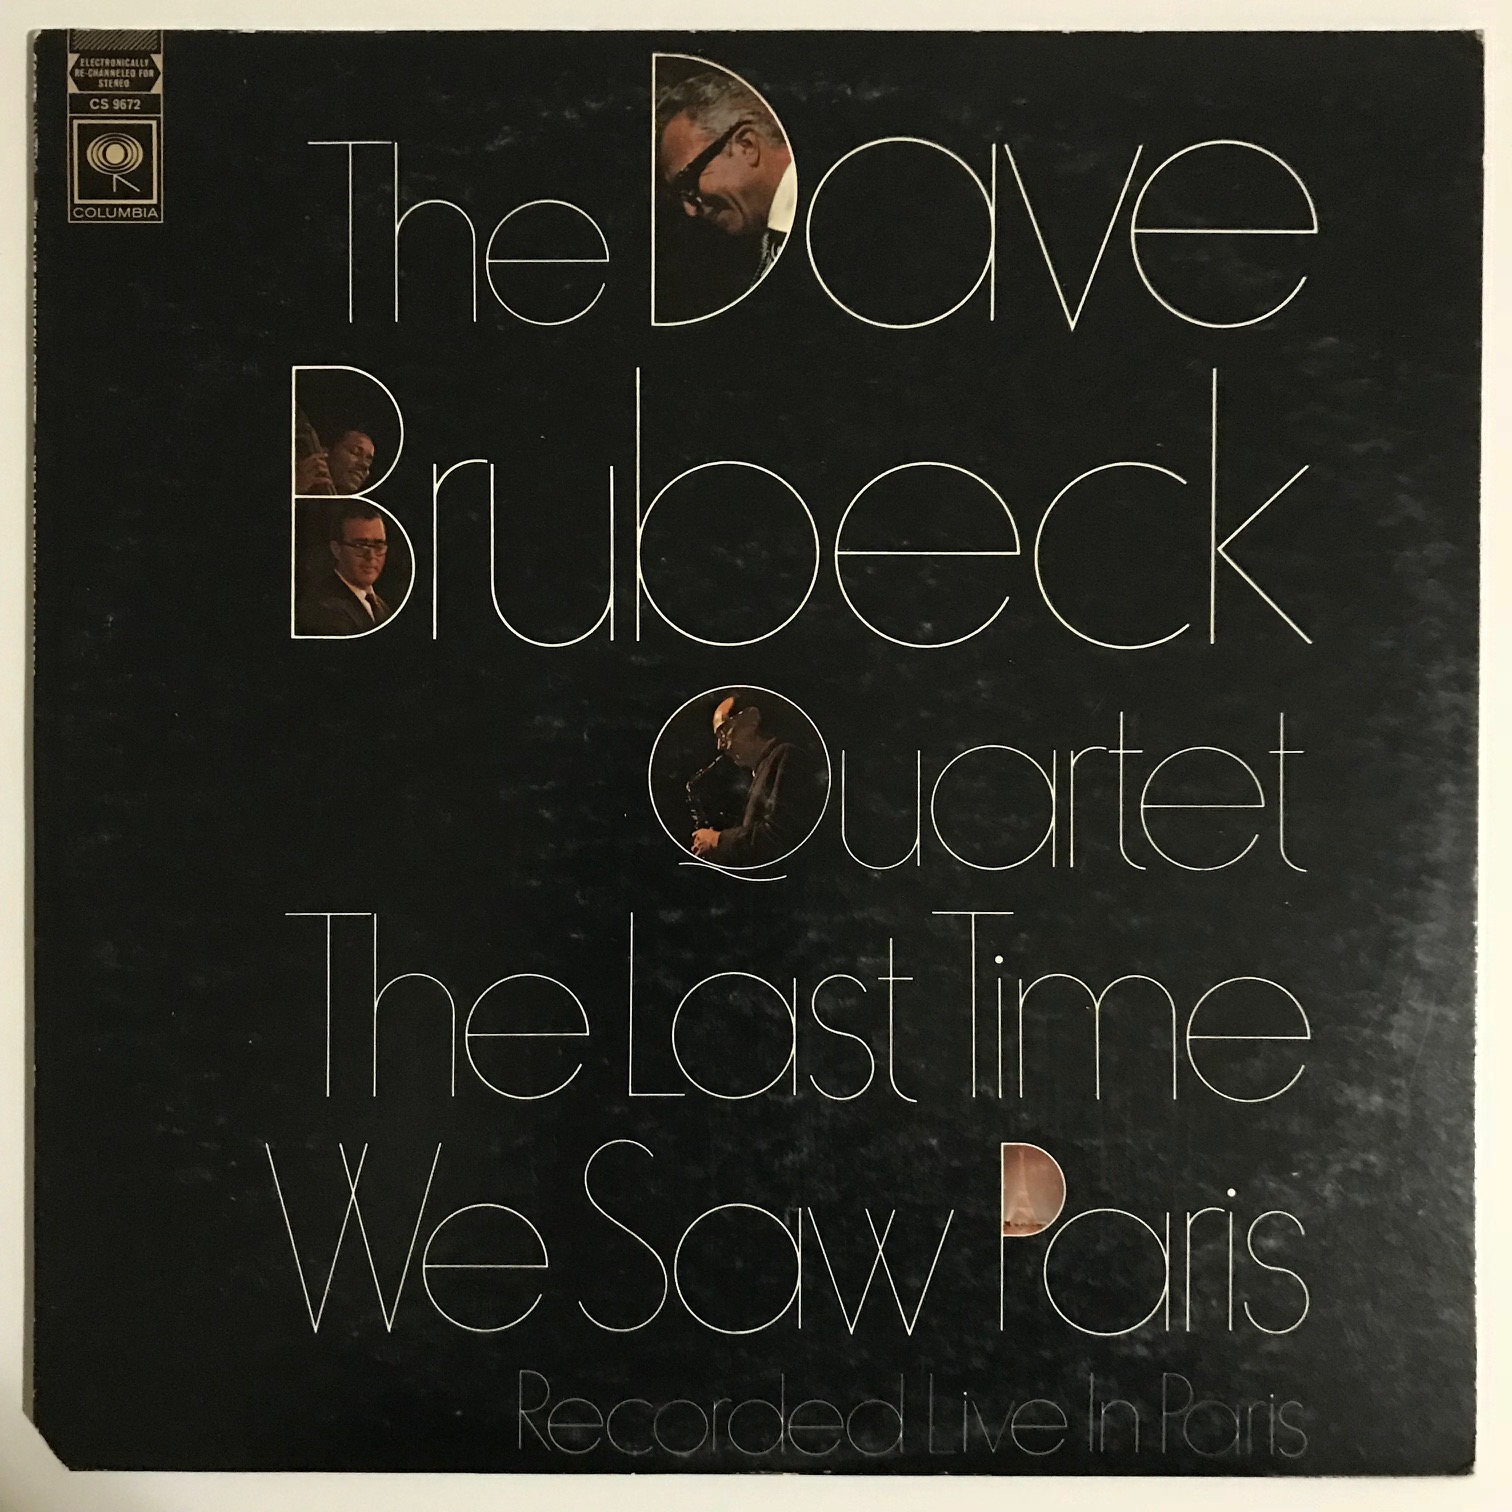 ELECTRONICALLY
RE-CHANNELED FOR
STEREO
CS 9672
COLUMBIA
The Dave
Brubeck
Quartet
The Last Time
We Saw Paris
Recorded Live In Paris